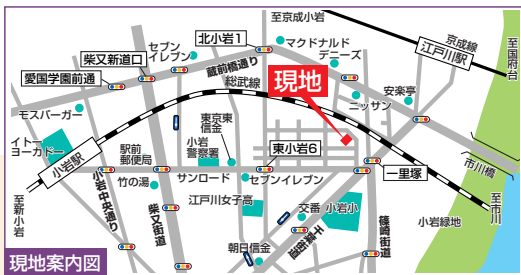 至京成小岩
北小岩1
マクドナルド
京成線
江戸川駅
至国府台
セブン
イレブン
柴又新道口
デニーズ
蔵前橋通り
愛国学園前通
総武線
現地
安楽亭
ニッサン
モスバーガー
東京東
信金
イトー
ヨーカドー
小岩駅
駅前
郵便局
小岩
警察署
東小岩6
一里塚
市川橋
竹の湯
サンロード
セブンイレブン
至新小岩
小岩中央通り
柴又街道
江戸川女子高
交番
小岩小
千葉街道
篠崎街道
小岩緑地
至市川
朝日信金
現地案内図